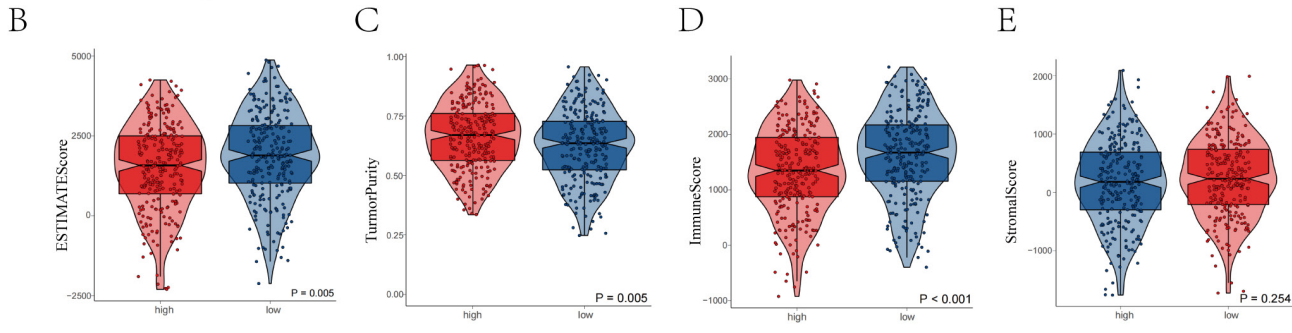 B
ESTIMATEScore
5000
2500
0
−2500
high
low
P = 0.005
C
TurmorPurity
1.00
0.75
0.50
0.25
0.00
high
low
P = 0.005
D
ImmuneScore
3000
2000
1000
0
−1000
high
low
P < 0.001
E
StromalScore
2000
1000
0
−1000
high
low
P = 0.254